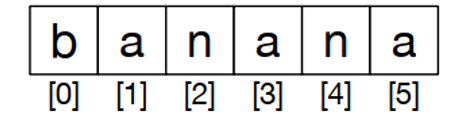 b a n a n a
[0] [1] [2] [3] [4] [5]